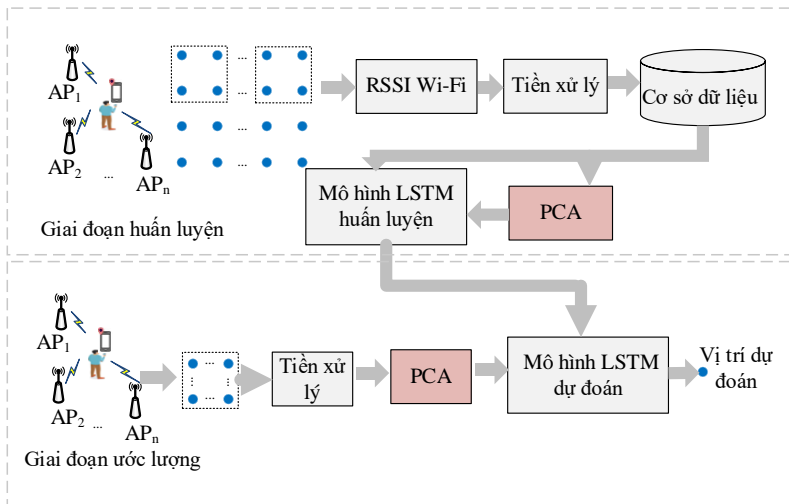 AP1
AP2
...
APn
...
...
...
...
RSSI Wi-Fi
Tiền xử lý
Cơ sở dữ liệu
Mô hình LSTM
huấn luyện
PCA
Giai đoạn huấn luyện
AP1
AP2
...
APn
...
...
Tiền xử
lý
PCA
Mô hình LSTM
dự đoán
Vị trí dự
đoán
Giai đoạn ước lượng